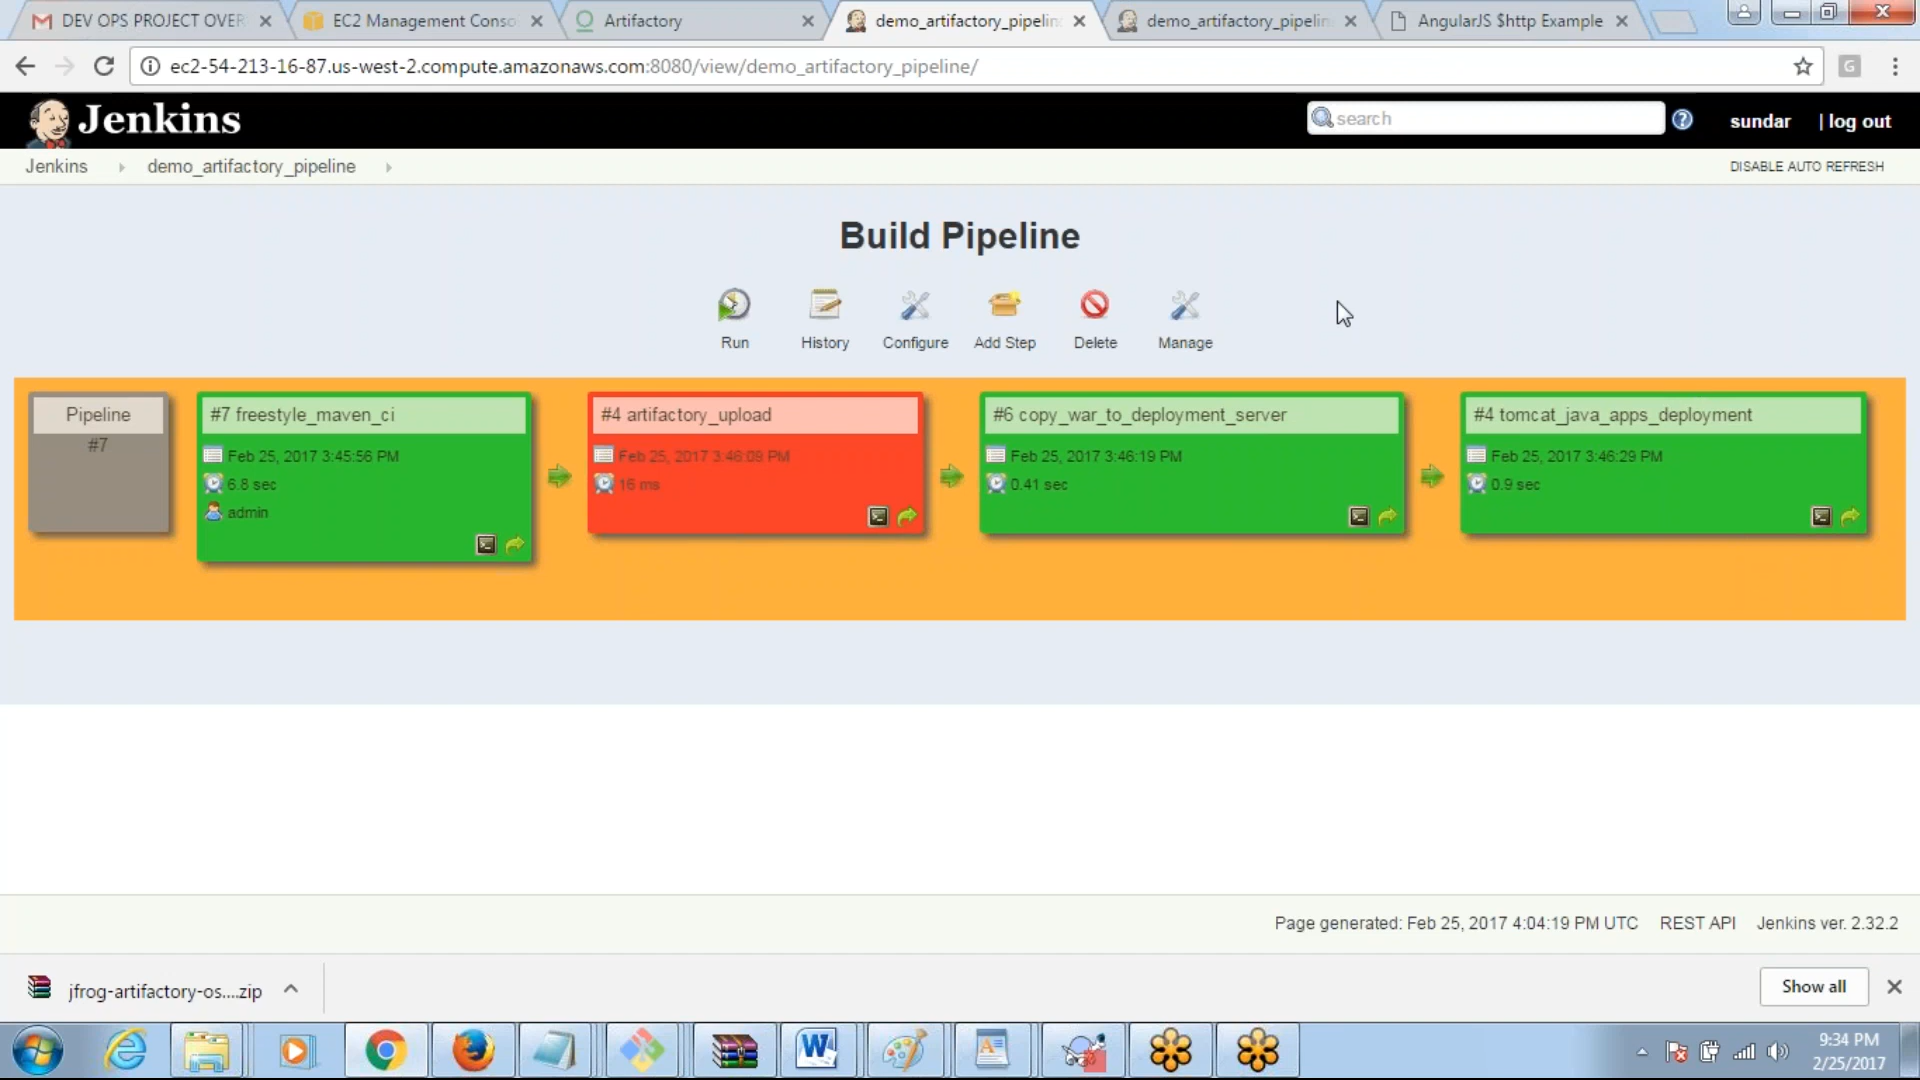 DEV OPS PROJECT OVER
EC2 Management Conso
Artifactory
demo_artifactory_pipelin
demo_artifactory_pipelin
AngularJS $http Example
ec2-54-213-16-87.us-west-2.compute.amazonaws.com:8080/view/demo_artifactory_pipeline/
G
Jenkins
search
sundar
| log out
Jenkins
demo_artifactory_pipeline
DISABLE AUTO REFRESH
Build Pipeline
Run
History
Configure
Add Step
Delete
Manage
Pipeline
#7
#7 freestyle_maven_ci
Feb 25, 2017 3:45:56 PM
6.8 sec
admin
#4 artifactory_upload
Feb 25, 2017 3:46:09 PM
16 ms
#6 copy_war_to_deployment_server
Feb 25, 2017 3:46:19 PM
0.41 sec
#4 tomcat_java_apps_deployment
Feb 25, 2017 3:46:29 PM
0.9 sec
Page generated: Feb 25, 2017 4:04:19 PM UTC
REST API
Jenkins ver. 2.32.2
jfrog-artifactory-os....zip
Show all
9:34 PM
2/25/2017